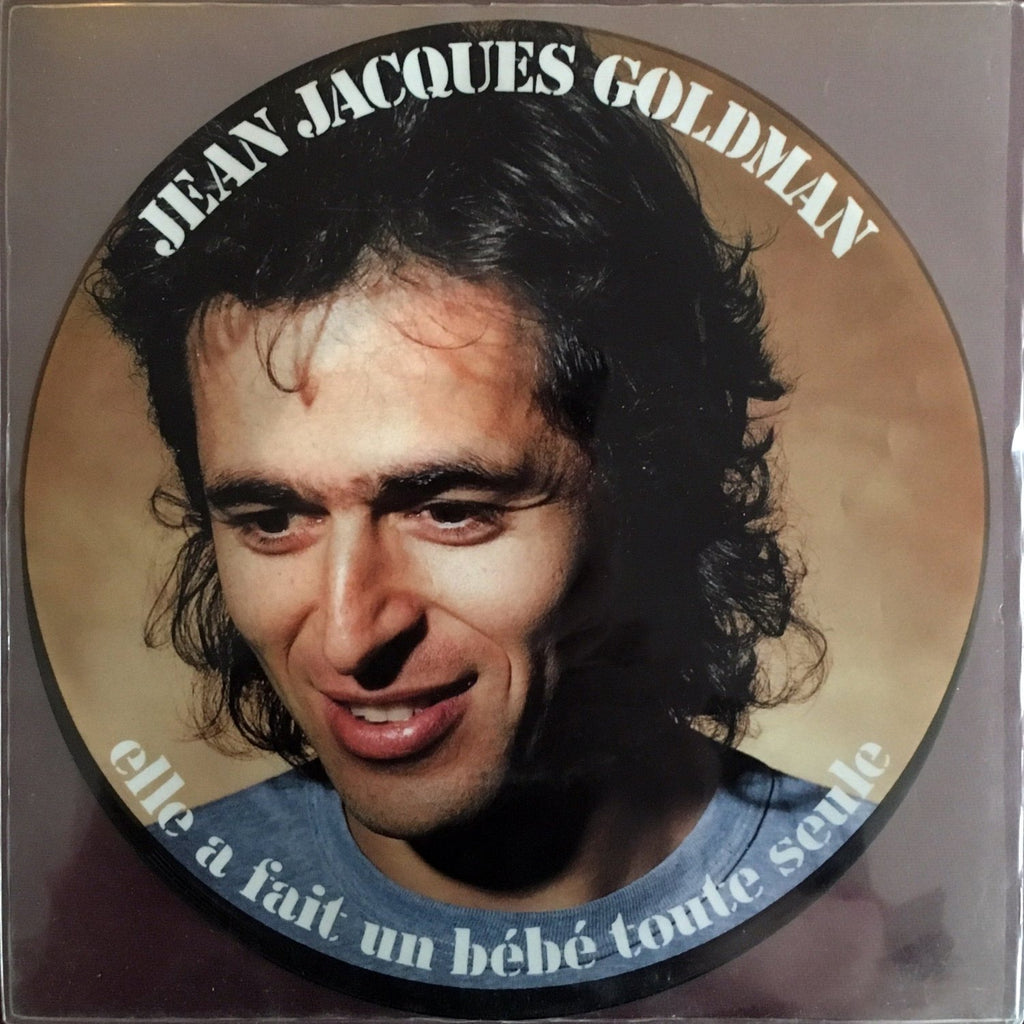 JEAN JACQUES GOLDMAN
elle a fait un bébé toute seule